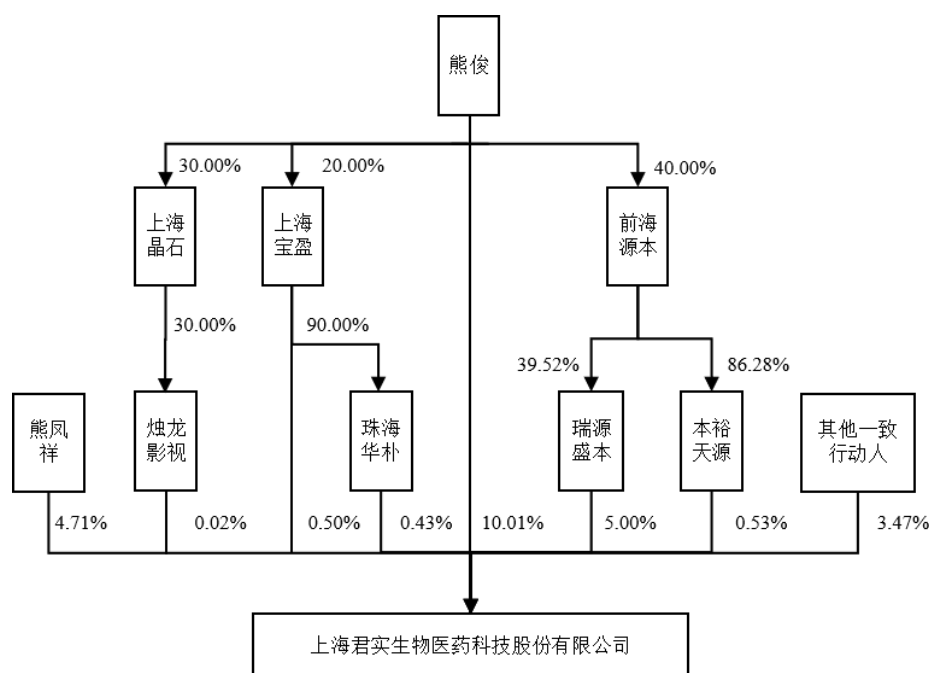 熊俊
30.00%
20.00%
40.00%
上海
晶石
上海
宝盈
前海
源本
30.00%
90.00%
39.52%
86.28%
熊凤
祥
烛龙
影视
珠海
华朴
瑞源
盛本
本裕
天源
其他一致
行动人
4.71%
0.02%
0.50%
0.43%
10.01%
5.00%
0.53%
3.47%
上海君实生物医药科技股份有限公司